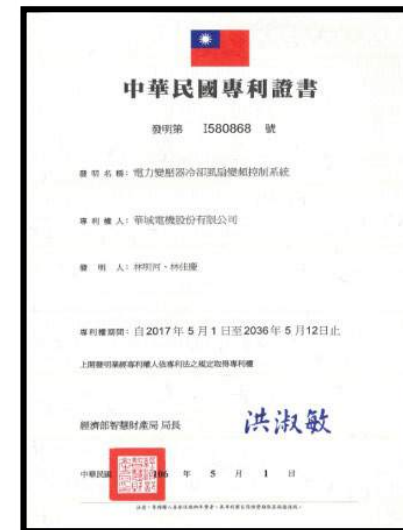 中華民國專利證書
發明第 I580868 號
發明名稱：電力變壓器冷卻風扇變頻控制系統
專利權人：華城電機股份有限公司
發 明 人：林明河、林佳慶
專利權期間：自2017年5月1日至2036年5月12日止
上開發明業經專利權人依專利法之規定取得專利權
經濟部智慧財產局 局長 洪淑敏
中華民國 106 年 5 月 1 日